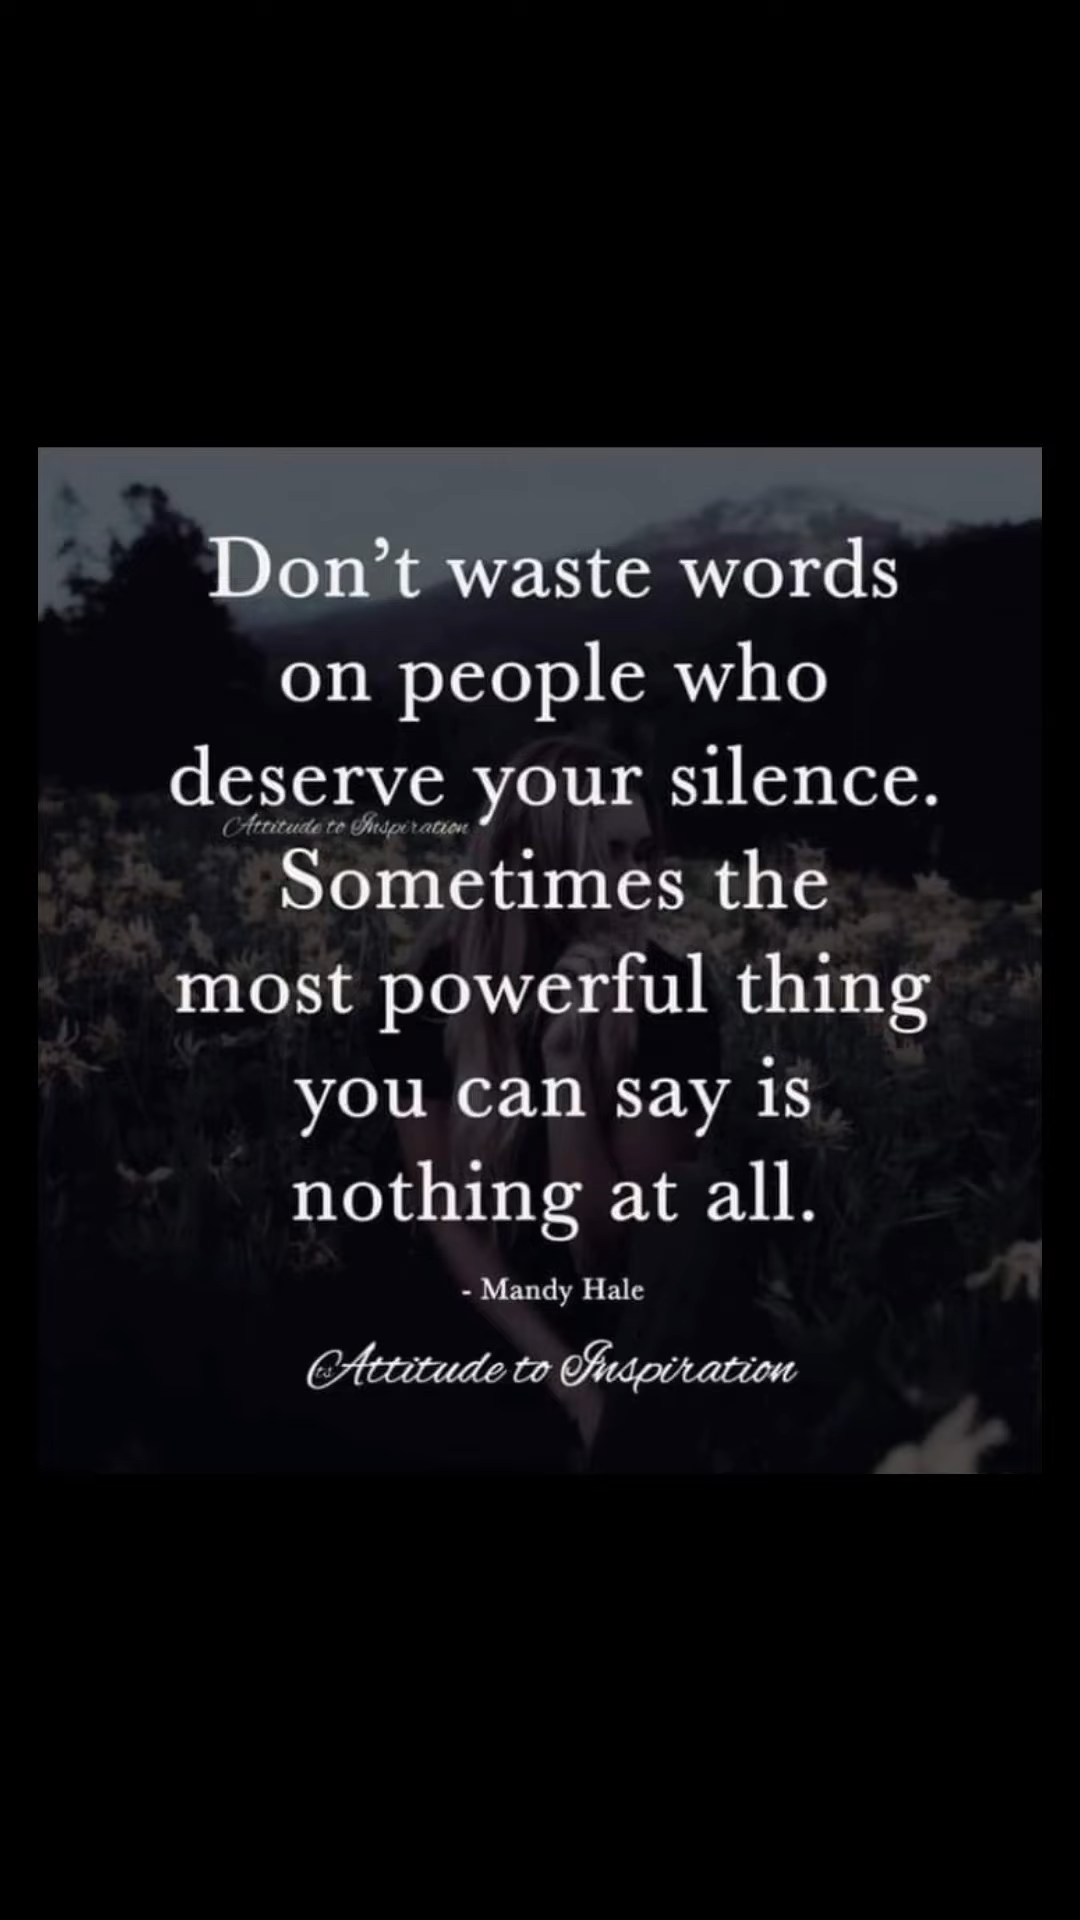 Don’t waste words
on people who
deserve your silence.
Attitude to Inspiration
Sometimes the
most powerful thing
you can say is
nothing at all.
- Mandy Hale
Attitude to Inspiration